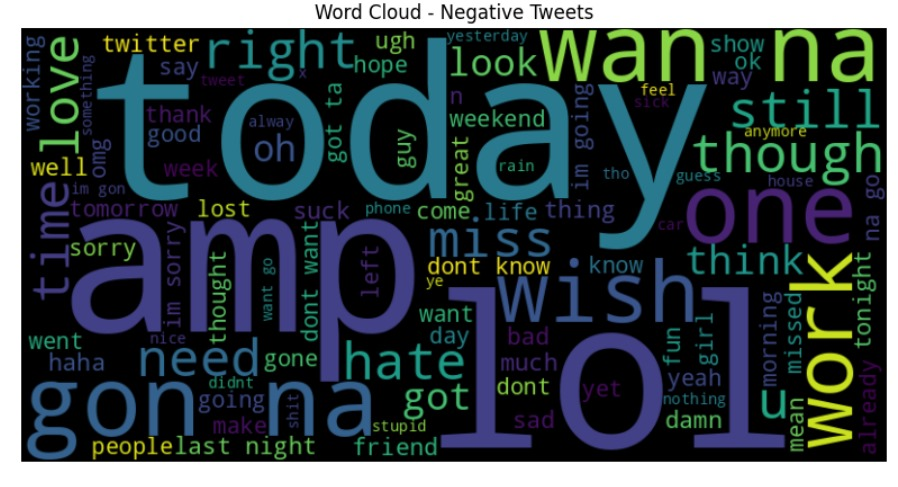 Word Cloud - Negative Tweets
working
love
something
twitter
say
tweet
right
ugh
hope
x
yesterday
look
wan na
show
ok
way
today
thank
good
alway
oh
got ta
guy
n
weekend
great
rain
im going
feel
sick
still
anymore
though
tho
guess
house
well
omg
week
im gon
time
tomorrow
lost
suck
phone
come
life
thing
car
one
na go
sorry
im sorry
amp
thought
want go
dont want
left
miss
dont know
ye
wish
know
think
work
tonight
went
haha
nice
need
gone
hate
want
day
bad
much
fun
girl
morning
missed
gon na
didnt
going
make
shit
stupid
got
dont
lol
yet
sad
yeah
nothing
damn
u
mean
already
people
last night
friend